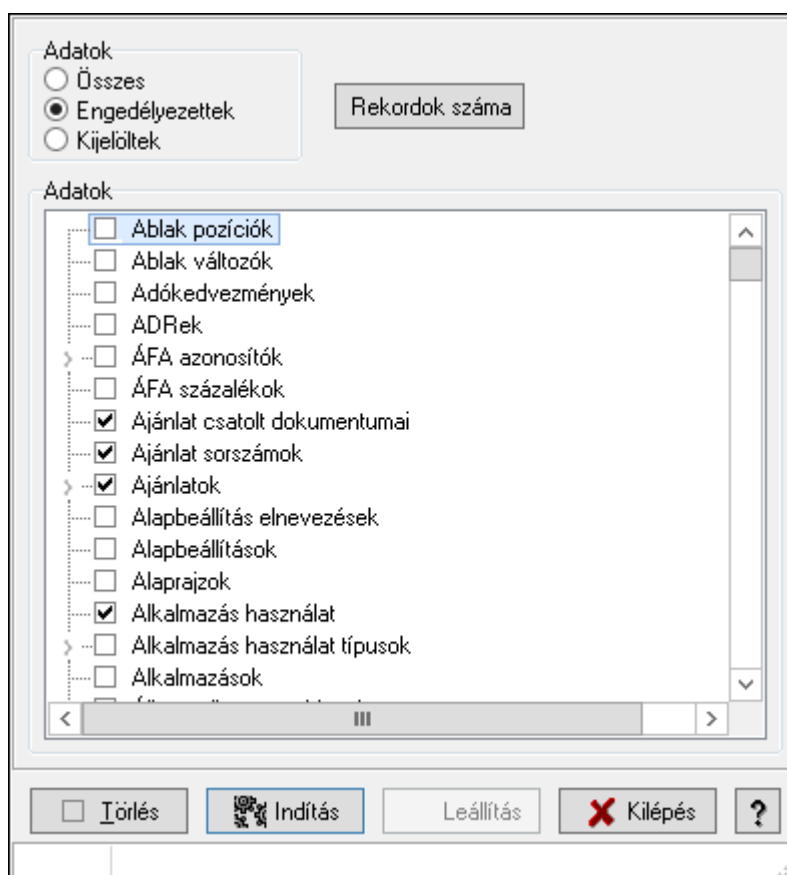 Adatok
Összes
Engedélyezettek
Kijelöltek
Rekordok száma
Adatok
Ablak pozíciók
Ablak változók
Adókedvezmények
ADRek
ÁFA azonosítók
ÁFA százalékok
Ajánlat csatolt dokumentumai
Ajánlat sorszámok
Ajánlatok
Alapbeállítás elnevezések
Alapbeállítások
Alaprajzok
Alkalmazás használat
Alkalmazás használat típusok
Alkalmazások
Törlés Indítás Leállítás Kilépés ?